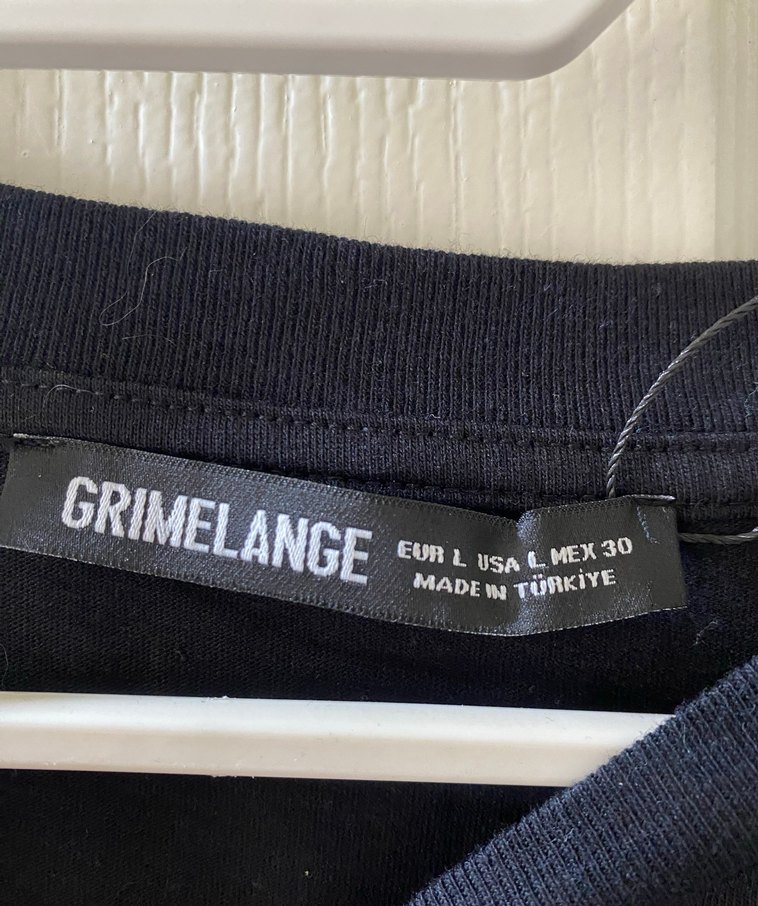 GRIMELANGE
EUR L USA L MEX 30
MADE IN TÜRKİYE